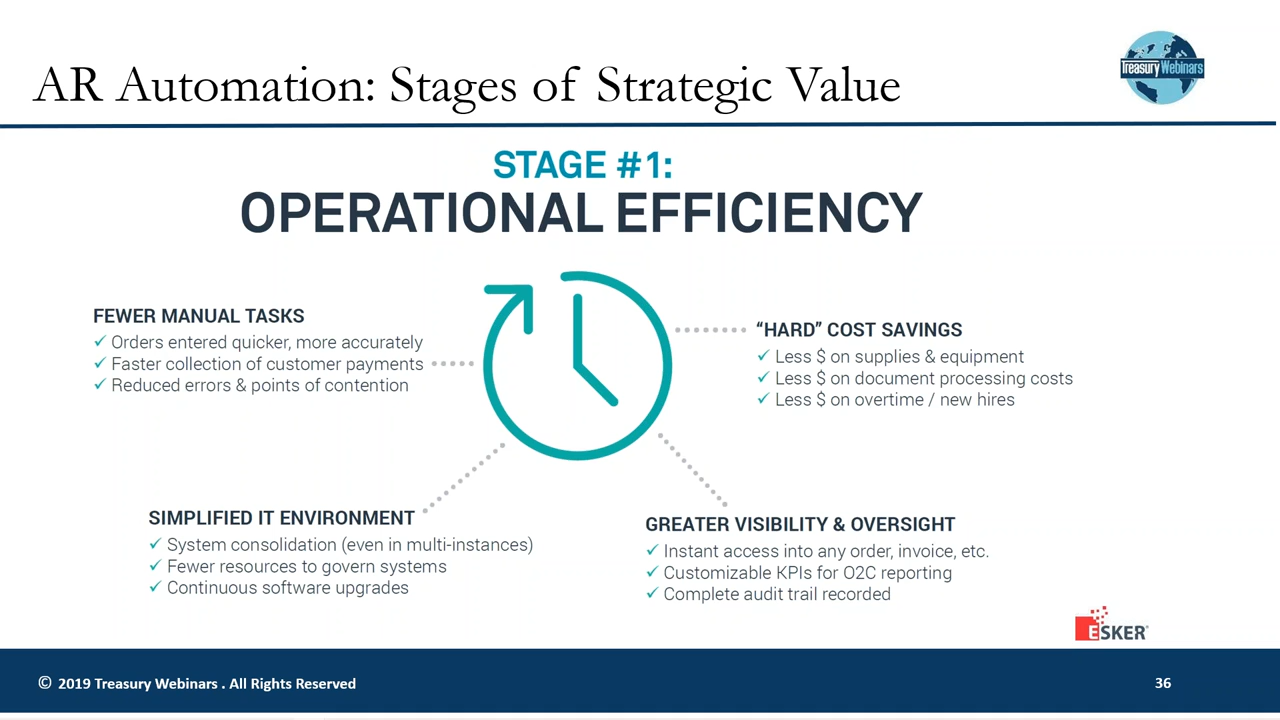 AR Automation: Stages of Strategic Value
Treasury Webinars
STAGE #1:
OPERATIONAL EFFICIENCY
FEWER MANUAL TASKS
✓ Orders entered quicker, more accurately
✓ Faster collection of customer payments
✓ Reduced errors & points of contention
“HARD” COST SAVINGS
✓ Less $ on supplies & equipment
✓ Less $ on document processing costs
✓ Less $ on overtime / new hires
SIMPLIFIED IT ENVIRONMENT
✓ System consolidation (even in multi-instances)
✓ Fewer resources to govern systems
✓ Continuous software upgrades
GREATER VISIBILITY & OVERSIGHT
✓ Instant access into any order, invoice, etc.
✓ Customizable KPIs for O2C reporting
✓ Complete audit trail recorded
ESKER®
© 2019 Treasury Webinars . All Rights Reserved
36